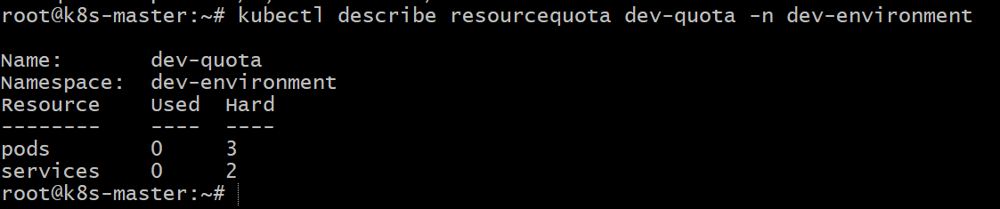 root@k8s-master:~# kubectl describe resourcequota dev-quota -n dev-environment
Name:       dev-quota
Namespace:  dev-environment
Resource    Used  Hard
--------    ----  ----
pods        0     3
services    0     2
root@k8s-master:~#